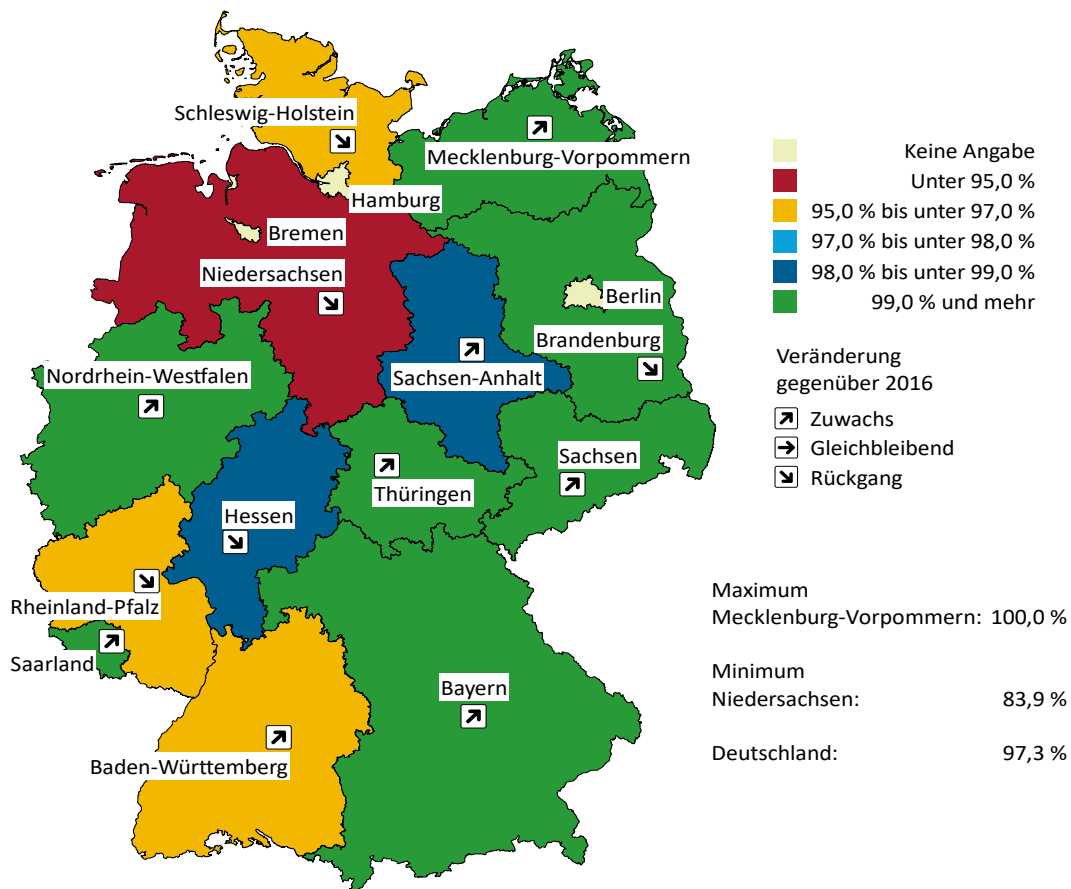 Schleswig-Holstein
Mecklenburg-Vorpommern
Hamburg
Bremen
Niedersachsen
Berlin
Brandenburg
Sachsen-Anhalt
Nordrhein-Westfalen
Sachsen
Thüringen
Hessen
Rheinland-Pfalz
Saarland
Bayern
Baden-Württemberg
Keine Angabe
Unter 95,0 %
95,0 % bis unter 97,0 %
97,0 % bis unter 98,0 %
98,0 % bis unter 99,0 %
99,0 % und mehr
Veränderung
gegenüber 2016
Zuwachs
Gleichbleibend
Rückgang
Maximum
Mecklenburg-Vorpommern: 100,0 %
Minimum
Niedersachsen: 83,9 %
Deutschland: 97,3 %